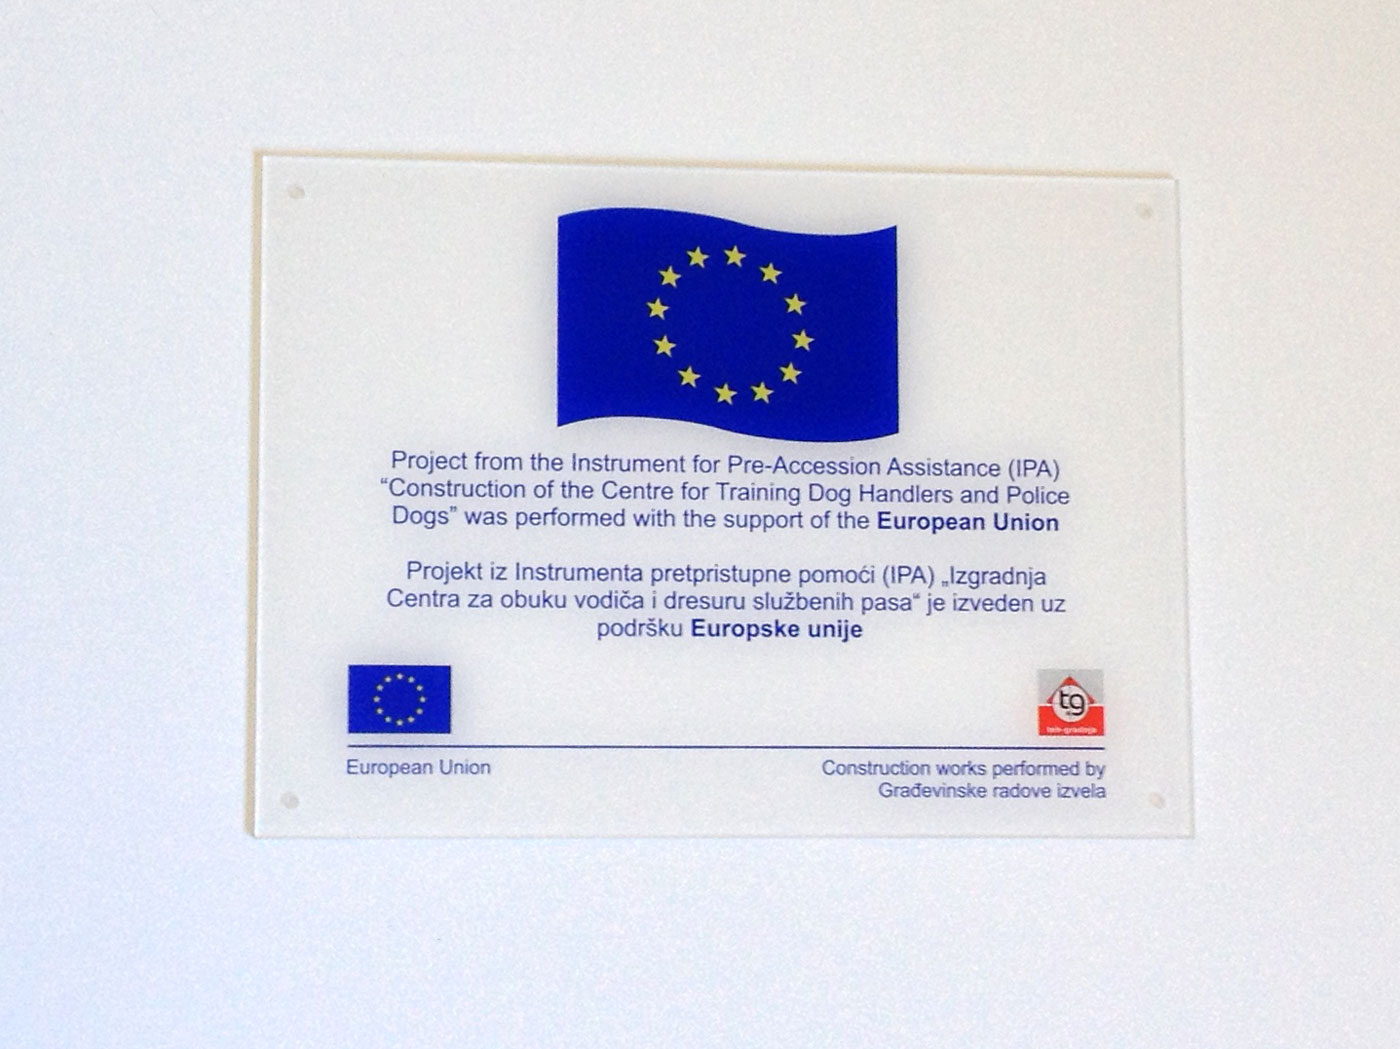 Project from the Instrument for Pre-Accession Assistance (IPA)
“Construction of the Centre for Training Dog Handlers and Police
Dogs” was performed with the support of the European Union
Projekt iz Instrumenta pretpristupne pomoći (IPA) „Izgradnja
Centra za obuku vodiča i dresuru službenih pasa“ je izveden uz
podršku Europske unije
tg
European Union
Construction works performed by
Građevinske radove izvela